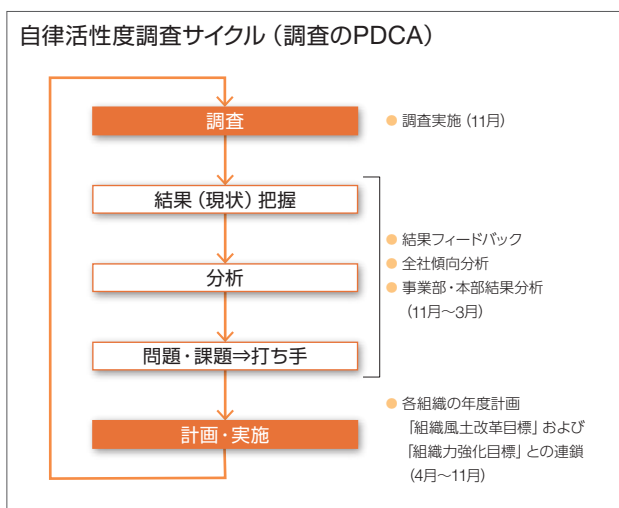 自律活性度調査サイクル（調査のPDCA）
調査
● 調査実施（11月）
結果（現状）把握
分析
問題・課題⇒打ち手
● 結果フィードバック
● 全社傾向分析
● 事業部・本部結果分析
（11月～3月）
計画・実施
● 各組織の年度計画
「組織風土改革目標」および
「組織力強化目標」との連鎖
（4月～11月）